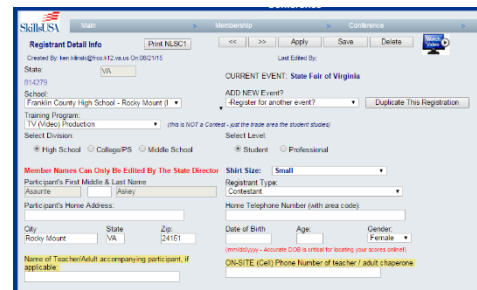 Conference
SkillsUSA
Main
Membership
Conference
Registrant Detail Info
Print NLSC1
<<
>>
Apply
Save
Delete
Watch Video
Created By: ken.klinski@frco.k12.va.us On 08/21/15
Last Edited By:
State:
VA
814279
CURRENT EVENT: State Fair of Virginia
School:
Franklin County High School - Rocky Mount (I
ADD NEW Event?
-Register for another event?
Duplicate This Registration
Training Program:
TV (Video) Production
(this is NOT a Contest - just the trade area the student studies)
Select Division:
High School
College/PS
Middle School
Select Level:
Student
Professional
Member Names Can Only Be Edited By The State Director
Shirt Size:
Small
Participant's First Middle & Last Name
Assunte
Askey
Registrant Type:
Contestant
Participant's Home Address:
Home Telephone Number (with area code):
City
State
Zip:
Rocky Mount
VA
24151
Date of Birth
Age:
Gender:
Female
(mm/dd/yyyy - Accurate DOB is critical for locating your scores online!)
Name of Teacher/Adult accompanying participant, if applicable:
ON-SITE (Cell) Phone Number of teacher / adult chaperone